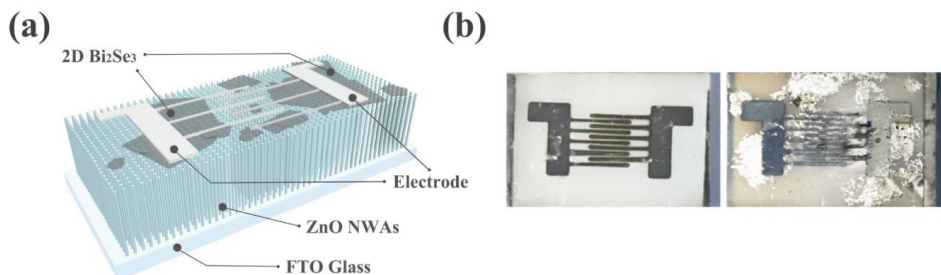 (a)
2D Bi₂Se₃
Electrode
ZnO NWAs
FTO Glass
(b)